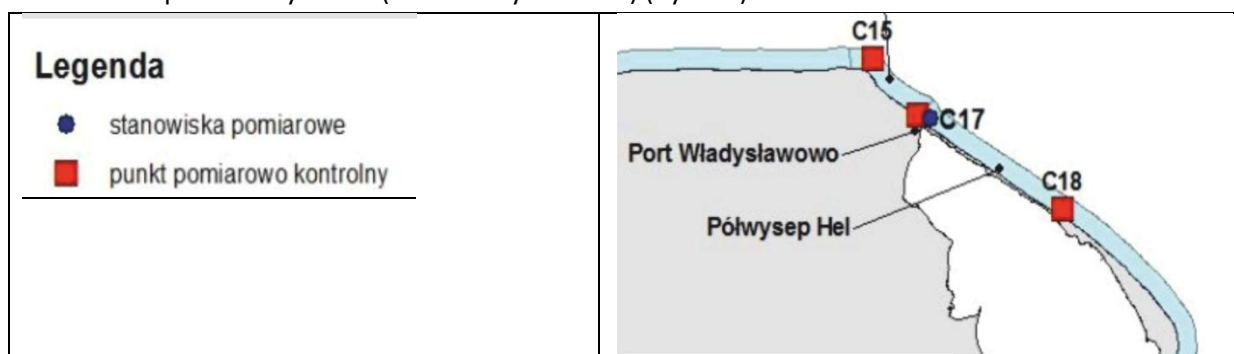 Legenda
stanowiska pomiarowe
punkt pomiarowo kontrolny
C15
C17
Port Władysławowo
C18
Półwysep Hel